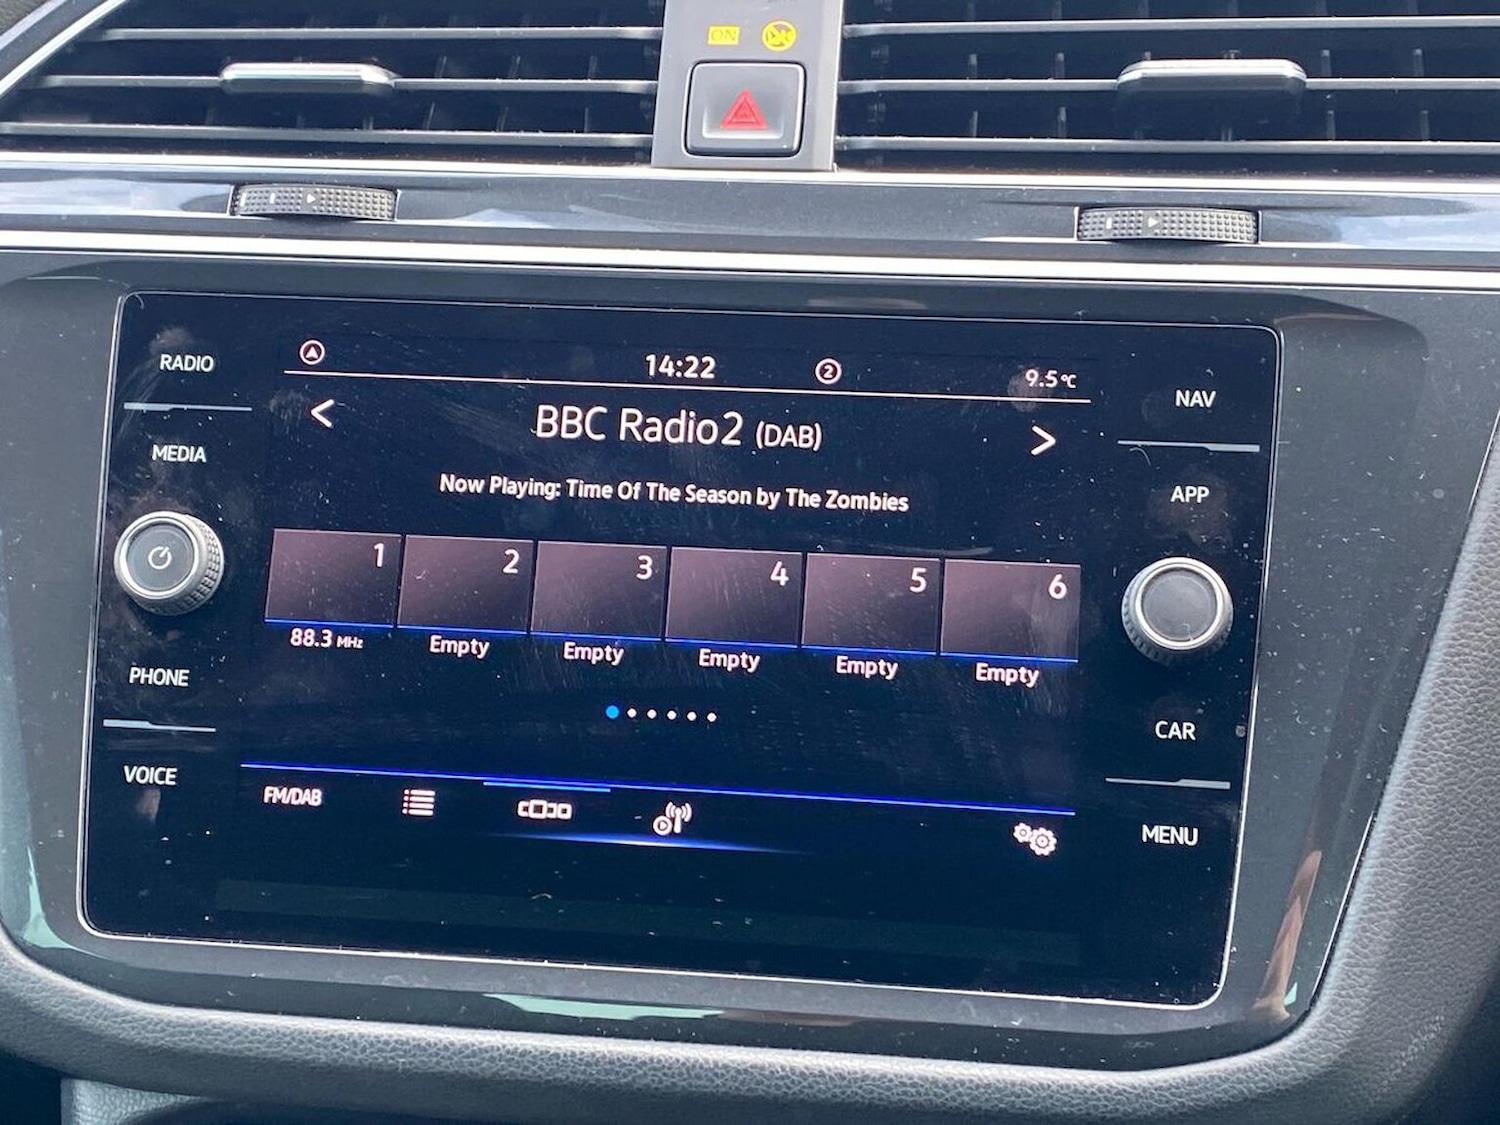 ON
RADIO
MEDIA
PHONE
VOICE
14:22
2
9.5°C
< BBC Radio2 (DAB) >
Now Playing: Time Of The Season by The Zombies
1 2 3 4 5 6
88.3 MHz Empty Empty Empty Empty Empty
FM/DAB
NAV
APP
CAR
MENU